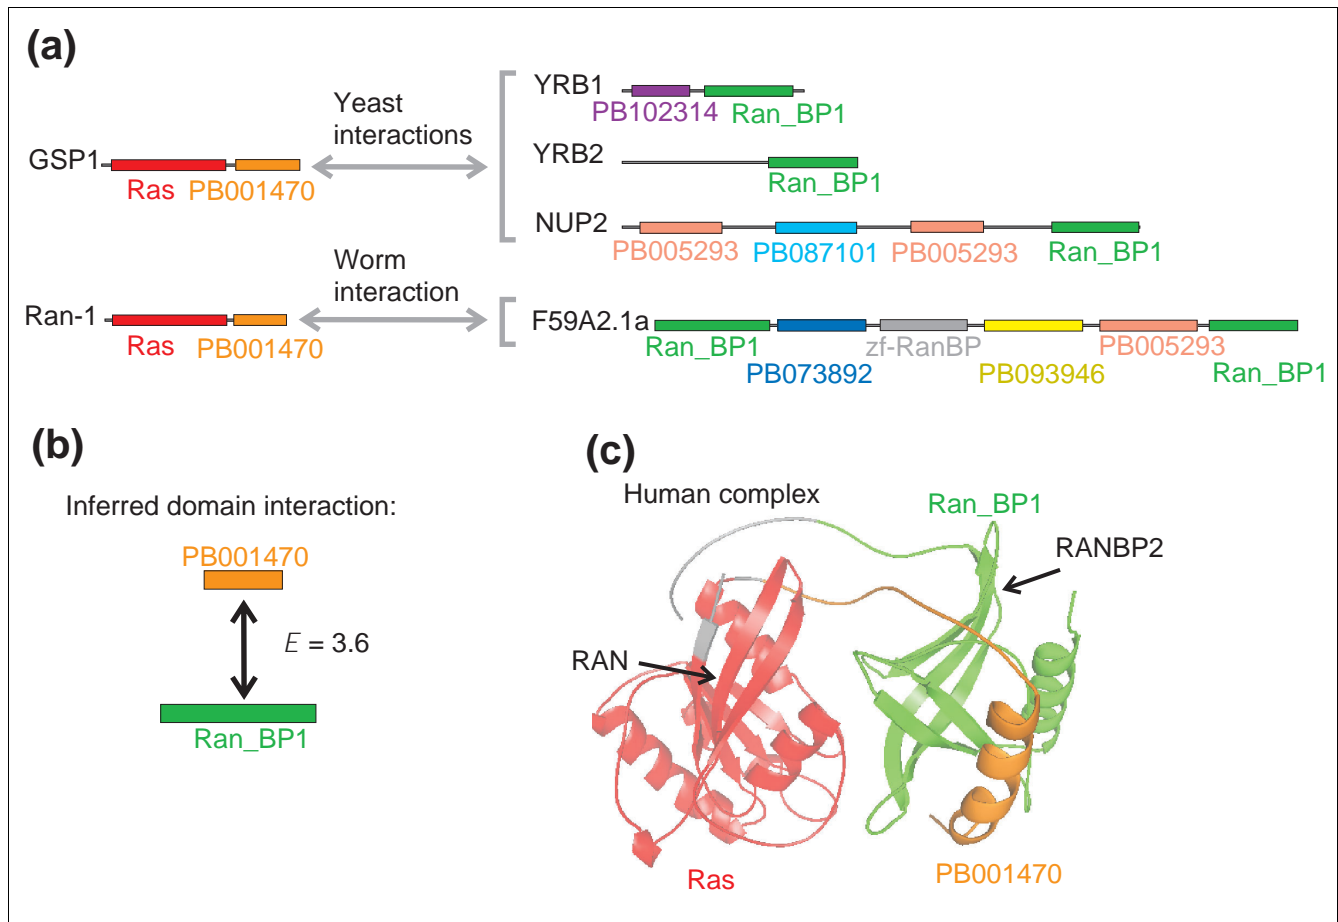 (a)
GSP1
Ras
PB001470
Yeast
interactions
YRB1
PB102314
Ran_BP1
YRB2
Ran_BP1
NUP2
PB005293
PB087101
PB005293
Ran_BP1
Ran-1
Ras
PB001470
Worm
interaction
F59A2.1a
Ran_BP1
PB073892
zf-RanBP
PB093946
PB005293
Ran_BP1
(b)
Inferred domain interaction:
PB001470
E = 3.6
Ran_BP1
(c)
Human complex
Ran_BP1
RANBP2
RAN
Ras
PB001470